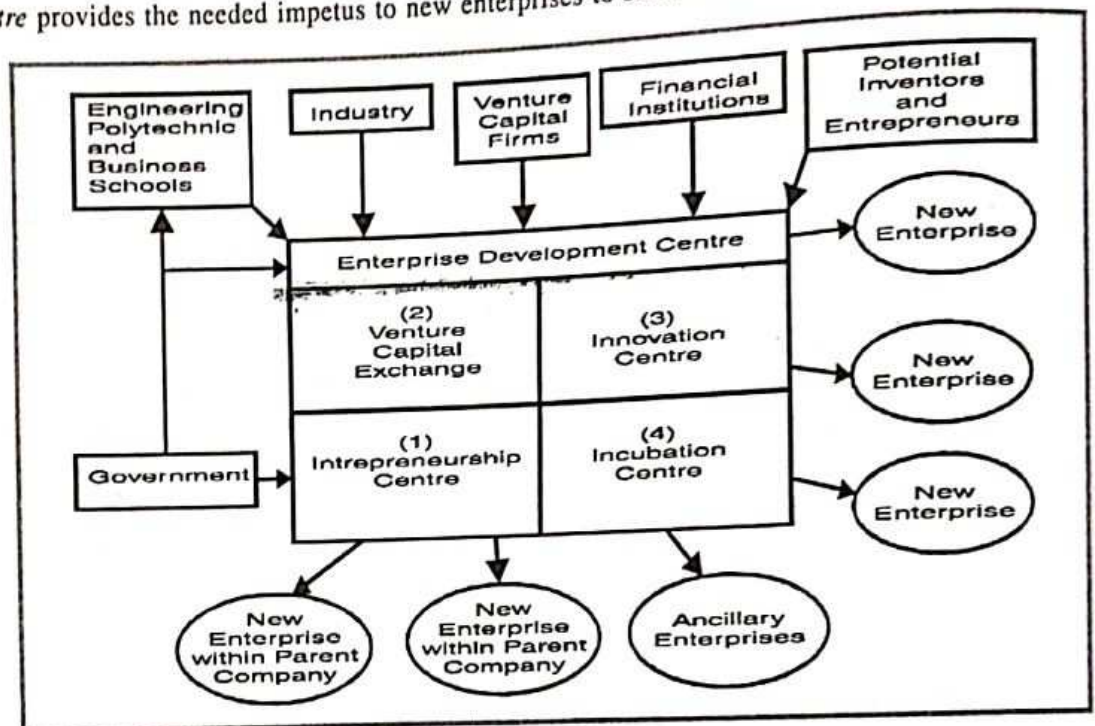 tre provides the needed impetus to new enterprises to
Engineering
Polytechnic
and
Business
Schools
Industry
Venture
Capital
Firms
Financial
Institutions
Potential
Inventors
and
Entrepreneurs
Enterprise Development Centre
(2)
Venture
Capital
Exchange
(3)
Innovation
Centre
(1)
Intrepreneurship
Centre
(4)
Incubation
Centre
Government
New
Enterprise
New
Enterprise
New
Enterprise
New
Enterprise
within Parent
Company
New
Enterprise
within Parent
Company
Ancillary
Enterprises